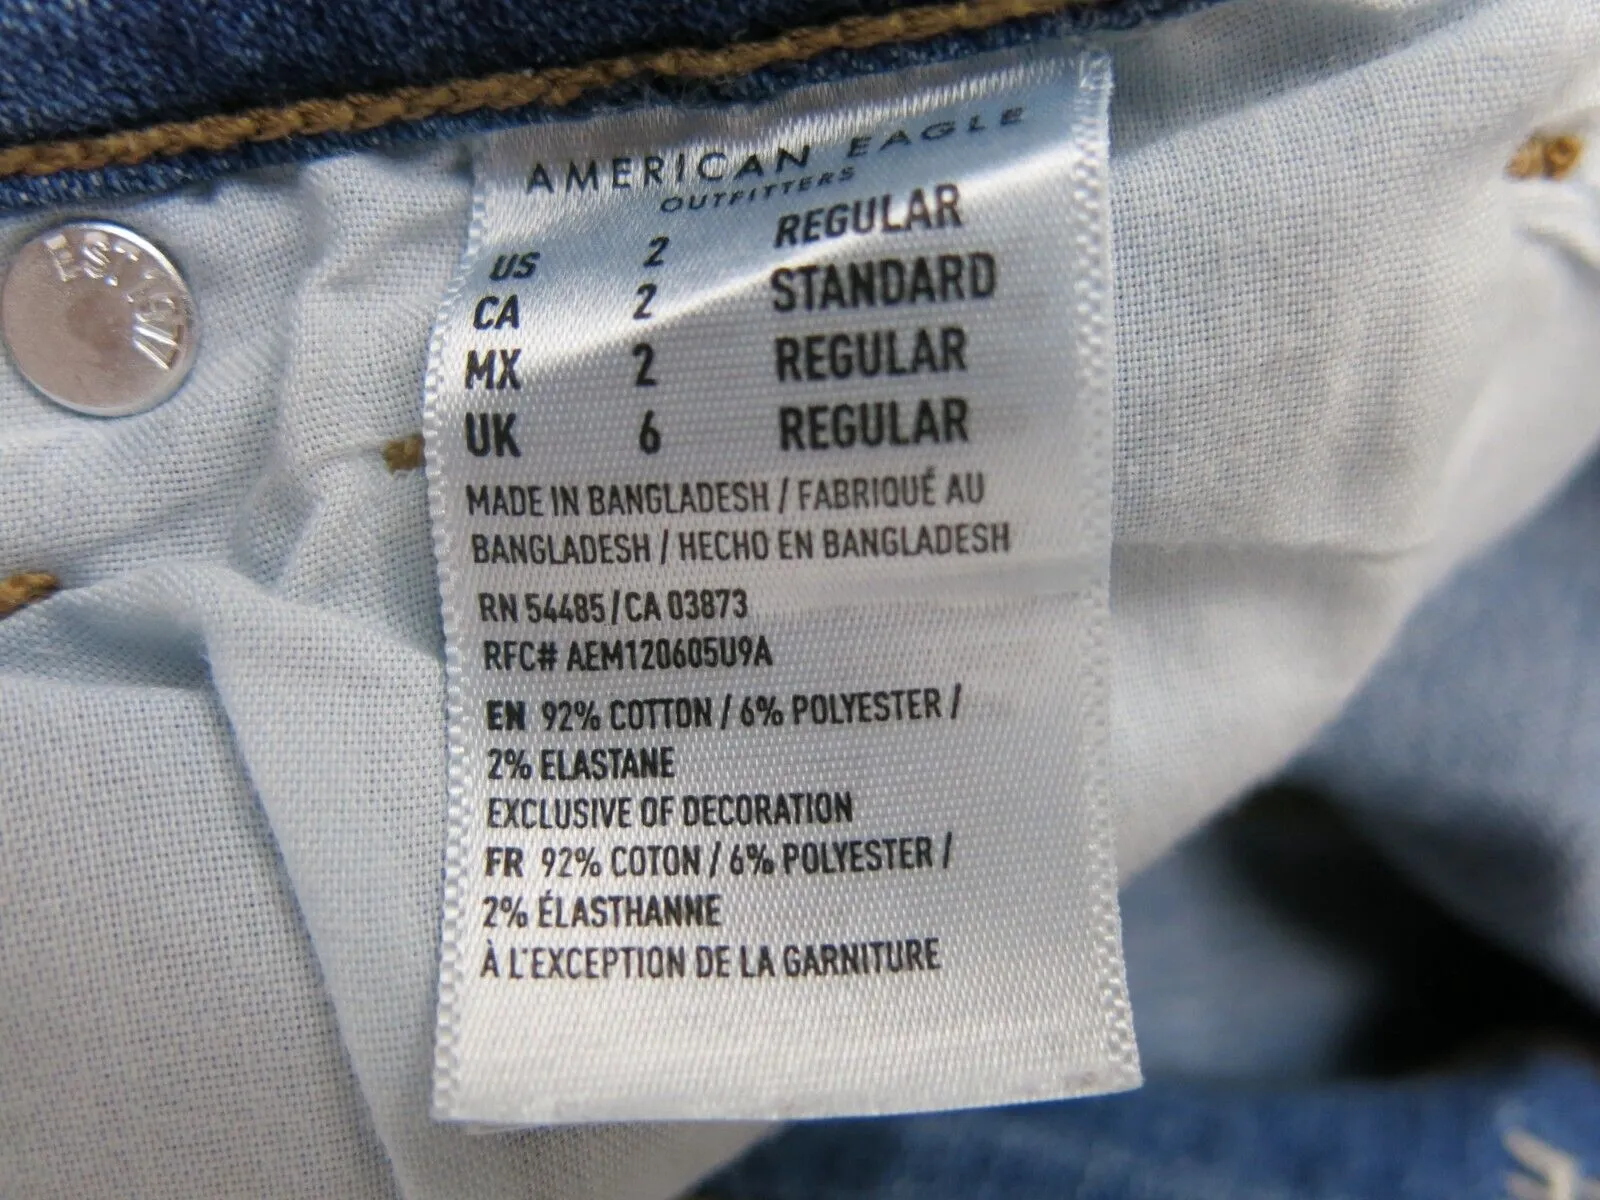 AMERICAN EAGLE
OUTFITTERS
US 2 REGULAR
CA 2 STANDARD
MX 2 REGULAR
UK 6 REGULAR
MADE IN BANGLADESH / FABRIQUÉ AU
BANGLADESH / HECHO EN BANGLADESH
RN 54485 / CA 03873
RFC# AEM120605U9A
EN 92% COTTON / 6% POLYESTER /
2% ELASTANE
EXCLUSIVE OF DECORATION
FR 92% COTON / 6% POLYESTER /
2% ÉLASTHANNE
À L'EXCEPTION DE LA GARNITURE